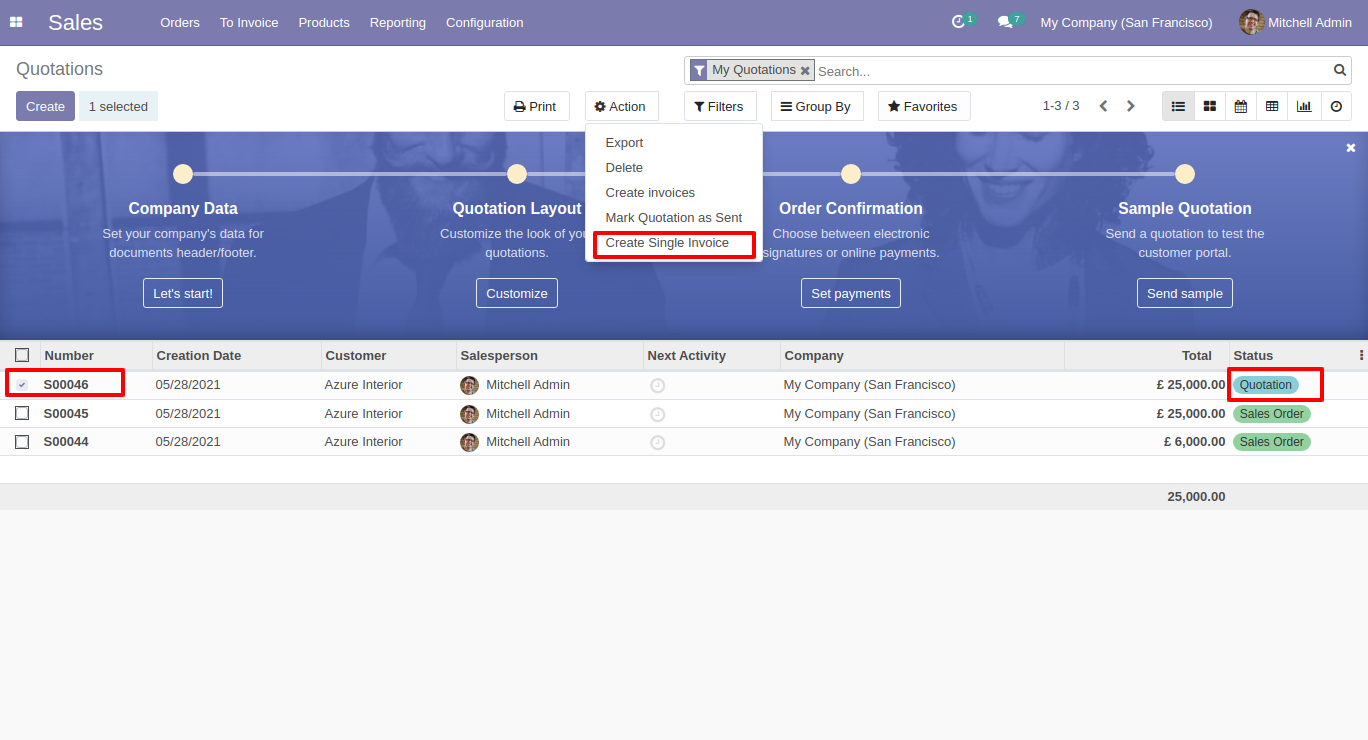 Sales Orders To Invoice Products Reporting Configuration 1 7 My Company (San Francisco) Mitchell Admin
Quotations My Quotations Search...
Create 1 selected Print Action Filters Group By Favorites 1-3 / 3
Export
Delete
Create invoices
Mark Quotation as Sent
Create Single Invoice
Company Data
Set your company's data for
documents header/footer.
Let's start!
Quotation Layout
Customize the look of you
quotations.
Customize
Order Confirmation
Choose between electronic
signatures or online payments.
Set payments
Sample Quotation
Send a quotation to test the
customer portal.
Send sample
Number Creation Date Customer Salesperson Next Activity Company Total Status
S00046 05/28/2021 Azure Interior Mitchell Admin My Company (San Francisco) £ 25,000.00 Quotation
S00045 05/28/2021 Azure Interior Mitchell Admin My Company (San Francisco) £ 25,000.00 Sales Order
S00044 05/28/2021 Azure Interior Mitchell Admin My Company (San Francisco) £ 6,000.00 Sales Order
25,000.00